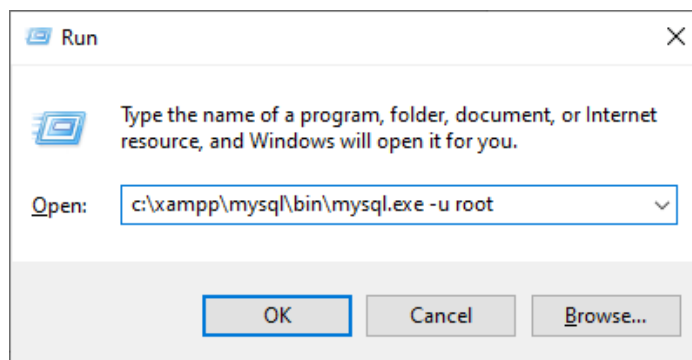 Run
Type the name of a program, folder, document, or Internet
resource, and Windows will open it for you.
Open: c:\xampp\mysql\bin\mysql.exe -u root
OK Cancel Browse...